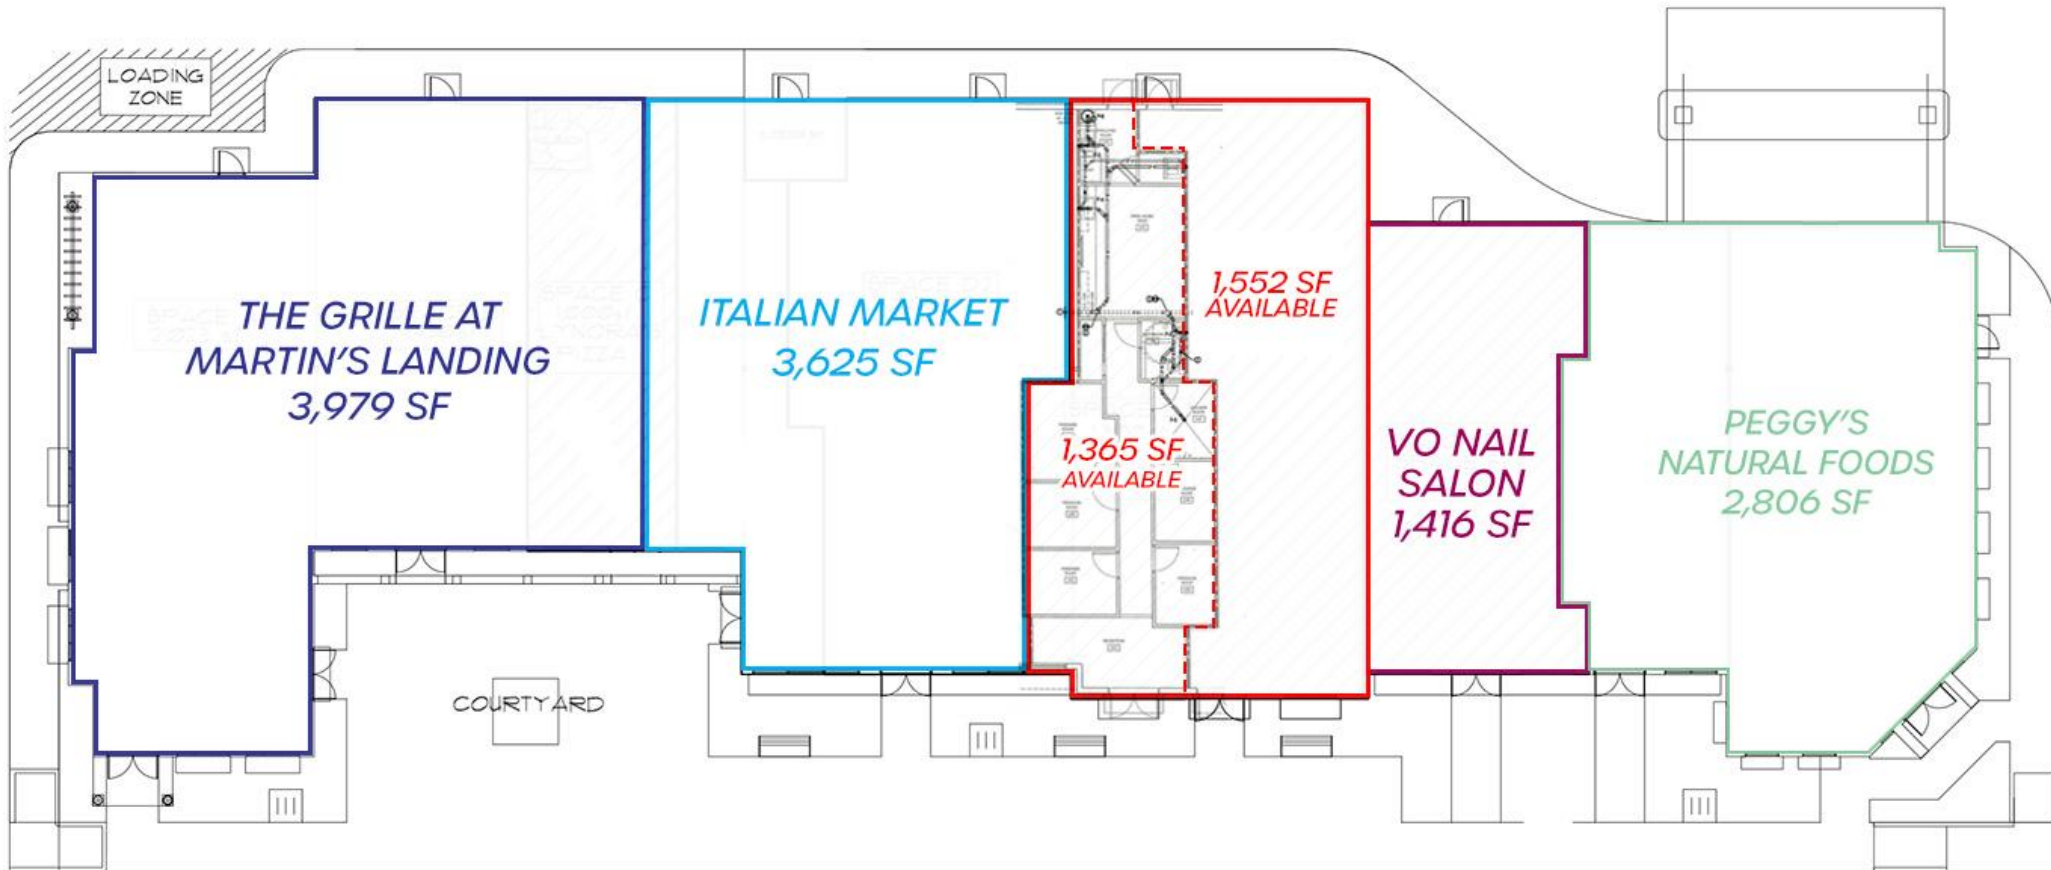 LOADING
ZONE
THE GRILLE AT
MARTIN'S LANDING
3,979 SF
ITALIAN MARKET
3,625 SF
1,552 SF
AVAILABLE
1,365 SF
AVAILABLE
VO NAIL
SALON
1,416 SF
PEGGY'S
NATURAL FOODS
2,806 SF
COURTYARD